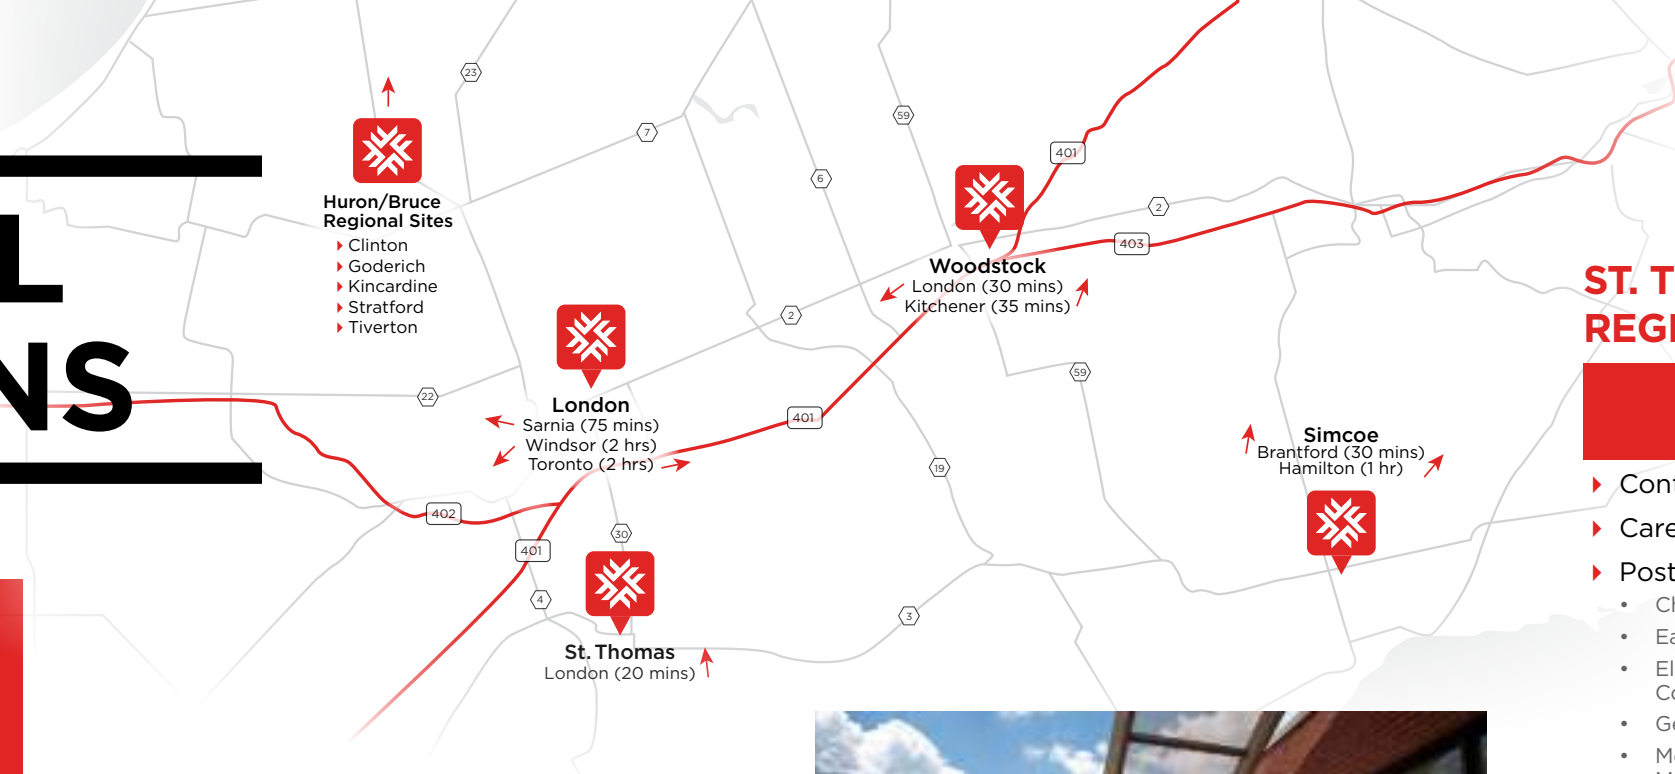 L
NS
23
7
59
6
401
2
403
Huron/Bruce
Regional Sites
Clinton
Goderich
Kincardine
Stratford
Tiverton
Woodstock
London (30 mins)
Kitchener (35 mins)
2
59
22
London
Sarnia (75 mins)
Windsor (2 hrs)
Toronto (2 hrs)
401
19
402
401
30
4
3
St. Thomas
London (20 mins)
Simcoe
Brantford (30 mins)
Hamilton (1 hr)
ST. T
REG
Cont
Care
Post
Ch
Ea
El
Co
Ge